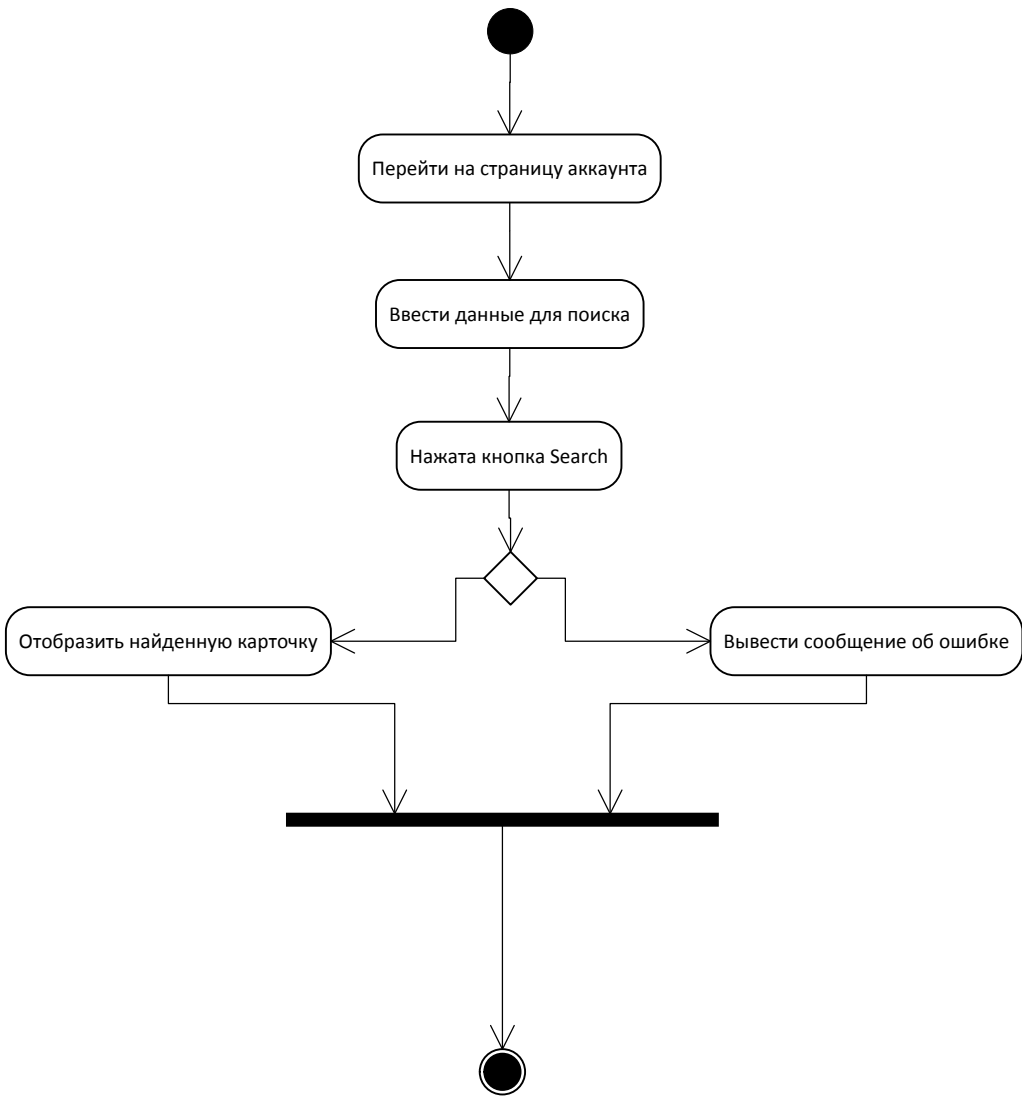 Перейти на страницу аккаунта
Ввести данные для поиска
Нажата кнопка Search
Отобразить найденную карточку
Вывести сообщение об ошибке